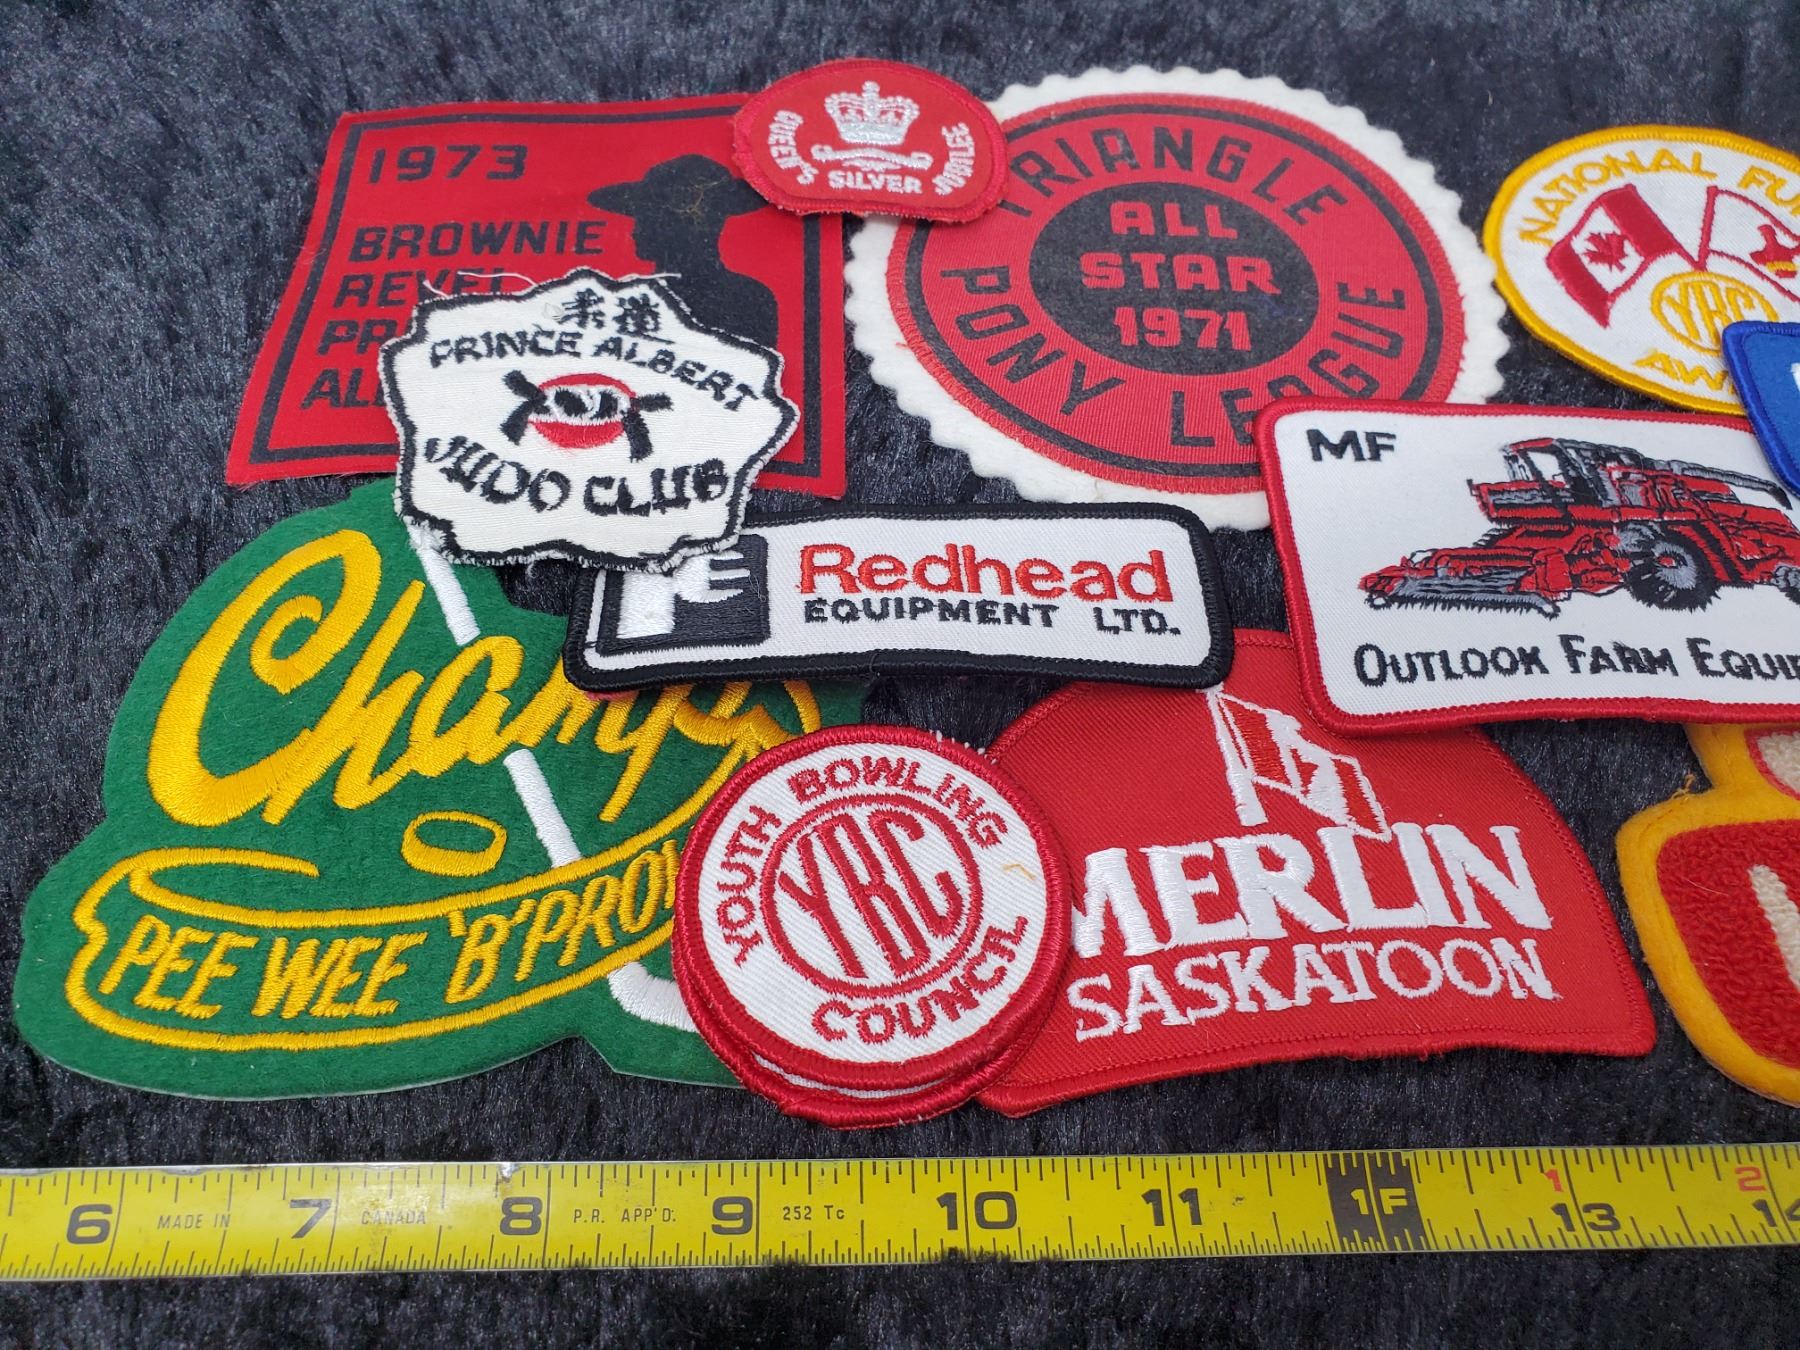 1973
BROWNIE
REVEL
QUEEN'S SILVER JUBILEE
TRIANGLE
PONY LEAGUE
ALL
STAR
1971
NATIONAL
YBC
柔道
PRINCE ALBERT
JUDO CLUB
Redhead
EQUIPMENT LTD.
MF
OUTLOOK FARM
Champs
PEE WEE 'B'
YOUTH BOWLING
YBC
COUNCIL
MERLIN
SASKATOON
6 MADE IN 7 CANADA 8 P.R. APP'D. 9 252 Tc 10 11 1F 1 13 2 14